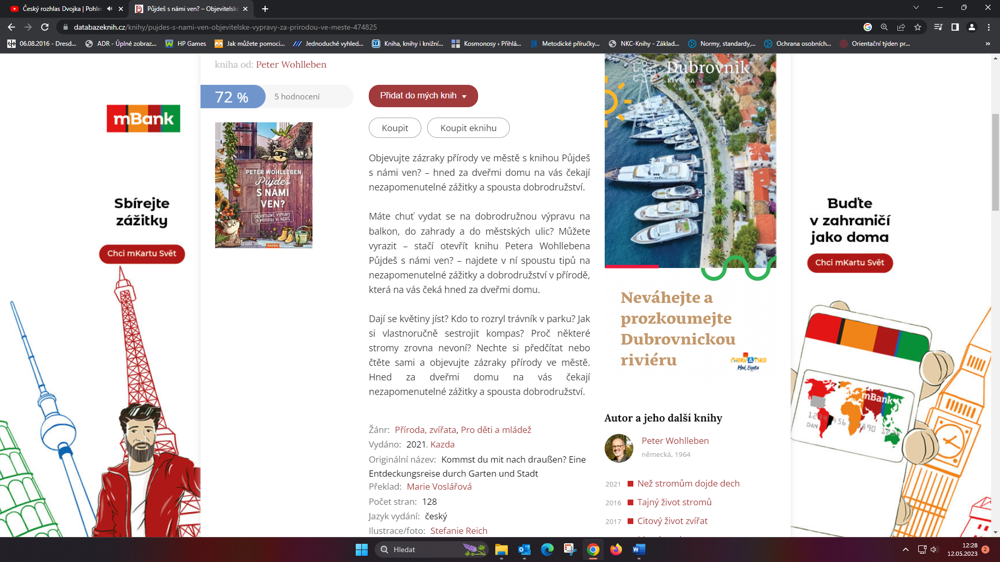 Český rozhlas Dvojka | Pohle
Půjdeš s námi ven? – Objevitelské
databazeknih.cz/knihy/pujdes-s-nami-ven-objevitelske-vypravy-za-prirodou-ve-meste-474825
06.08.2016 - Dresd...
ADR - Úplné zobraz...
HP Games
Jak můžete pomoci...
Jednoduché vyhled...
Kniha, knihy i knižní...
Kosmonosy › Přihlá...
Metodické příručky...
NKC-Knihy - Základ...
Normy, standardy,...
Ochrana osobních...
Orientační týden pr...
kniha od: Peter Wohlleben
72 %
5 hodnocení
Přidat do mých knih
Koupit
Koupit eknihu
PETER WOHLLEBEN
Půjdeš
S NÁMI
VEN?
OBJEVITELSKÉ VÝPRAVY
ZA PŘÍRODOU VE MĚSTĚ
KAZDA
Objevujte zázraky přírody ve městě s knihou Půjdeš
s námi ven? – hned za dveřmi domu na vás čekají
nezapomenutelné zážitky a spousta dobrodružství.
Máte chuť vydat se na dobrodružnou výpravu na
balkon, do zahrady a do městských ulic? Můžete
vyrazit – stačí otevřít knihu Petera Wohllebena
Půjdeš s námi ven? – najdete v ní spoustu tipů na
nezapomenutelné zážitky a dobrodružství v přírodě,
která na vás čeká hned za dveřmi domu.
Dají se květiny jíst? Kdo to rozryl trávník v parku? Jak
si vlastnoručně sestrojit kompas? Proč některé
stromy zrovna nevoní? Nechte si předčítat nebo
čtěte sami a objevujte zázraky přírody ve městě.
Hned za dveřmi domu na vás čekají
nezapomenutelné zážitky a spousta dobrodružství.
Žánr: Příroda, zvířata, Pro děti a mládež
Vydáno: 2021, Kazda
Originální název: Kommst du mit nach draußen? Eine
Entdeckungsreise durch Garten und Stadt
Překlad: Marie Voslářová
Počet stran: 128
Jazyk vydání: český
Ilustrace/foto: Stefanie Reich
mBank
Sbírejte
zážitky
Chci mKartu Svět
Dubrovnik
RIVIERA
Neváhejte a
prozkoumejte
Dubrovnickou
riviéru
CHORVATSKO
Plné života
Autor a jeho další knihy
Peter Wohlleben
německá, 1964
2021 Než stromům dojde dech
2016 Tajný život stromů
2017 Citový život zvířat
Buďte
v zahraničí
jako doma
Chci mKartu Svět
mBank
Hledat
12:28
12.05.2023
2